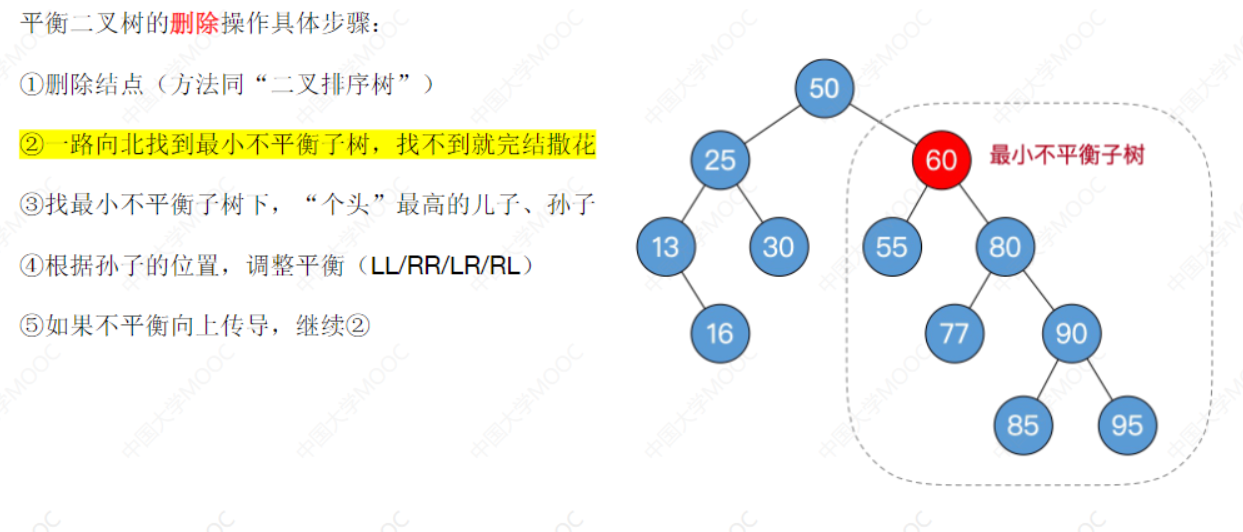 平衡二叉树的删除操作具体步骤：
①删除结点（方法同“二叉排序树”）
②一路向北找到最小不平衡子树，找不到就完结撒花
③找最小不平衡子树下，“个头”最高的儿子、孙子
④根据孙子的位置，调整平衡（LL/RR/LR/RL）
⑤如果不平衡向上传导，继续②
50
25
60
最小不平衡子树
13
30
55
80
16
77
90
85
95
中国大学MOOC